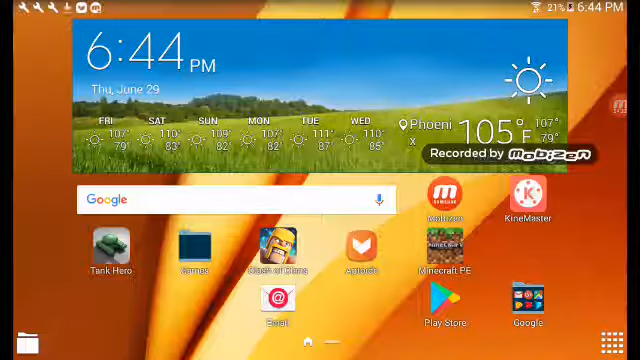 21% 6:44 PM
6:44 PM
Thu, June 29
FRI SAT SUN MON TUE WED
107° 110° 109° 107° 111° 110°
79° 83° 82° 82° 87° 85°
Phoeni
x
105°F
107°
79°
Recorded by Mobizen
Google
Mobizen
KineMaster
Tank Hero
Games
Clash of Clans
Aptoide
Minecraft PE
Email
Play Store
Google